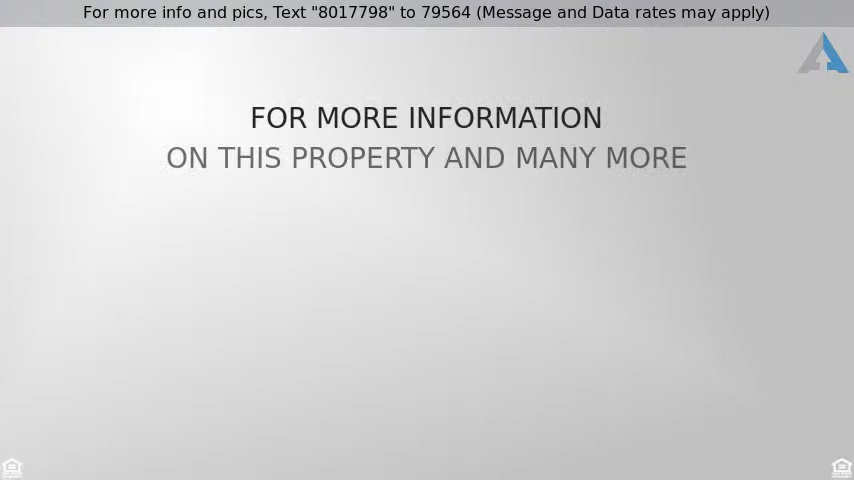 For more info and pics, Text "8017798" to 79564 (Message and Data rates may apply)
FOR MORE INFORMATION
ON THIS PROPERTY AND MANY MORE